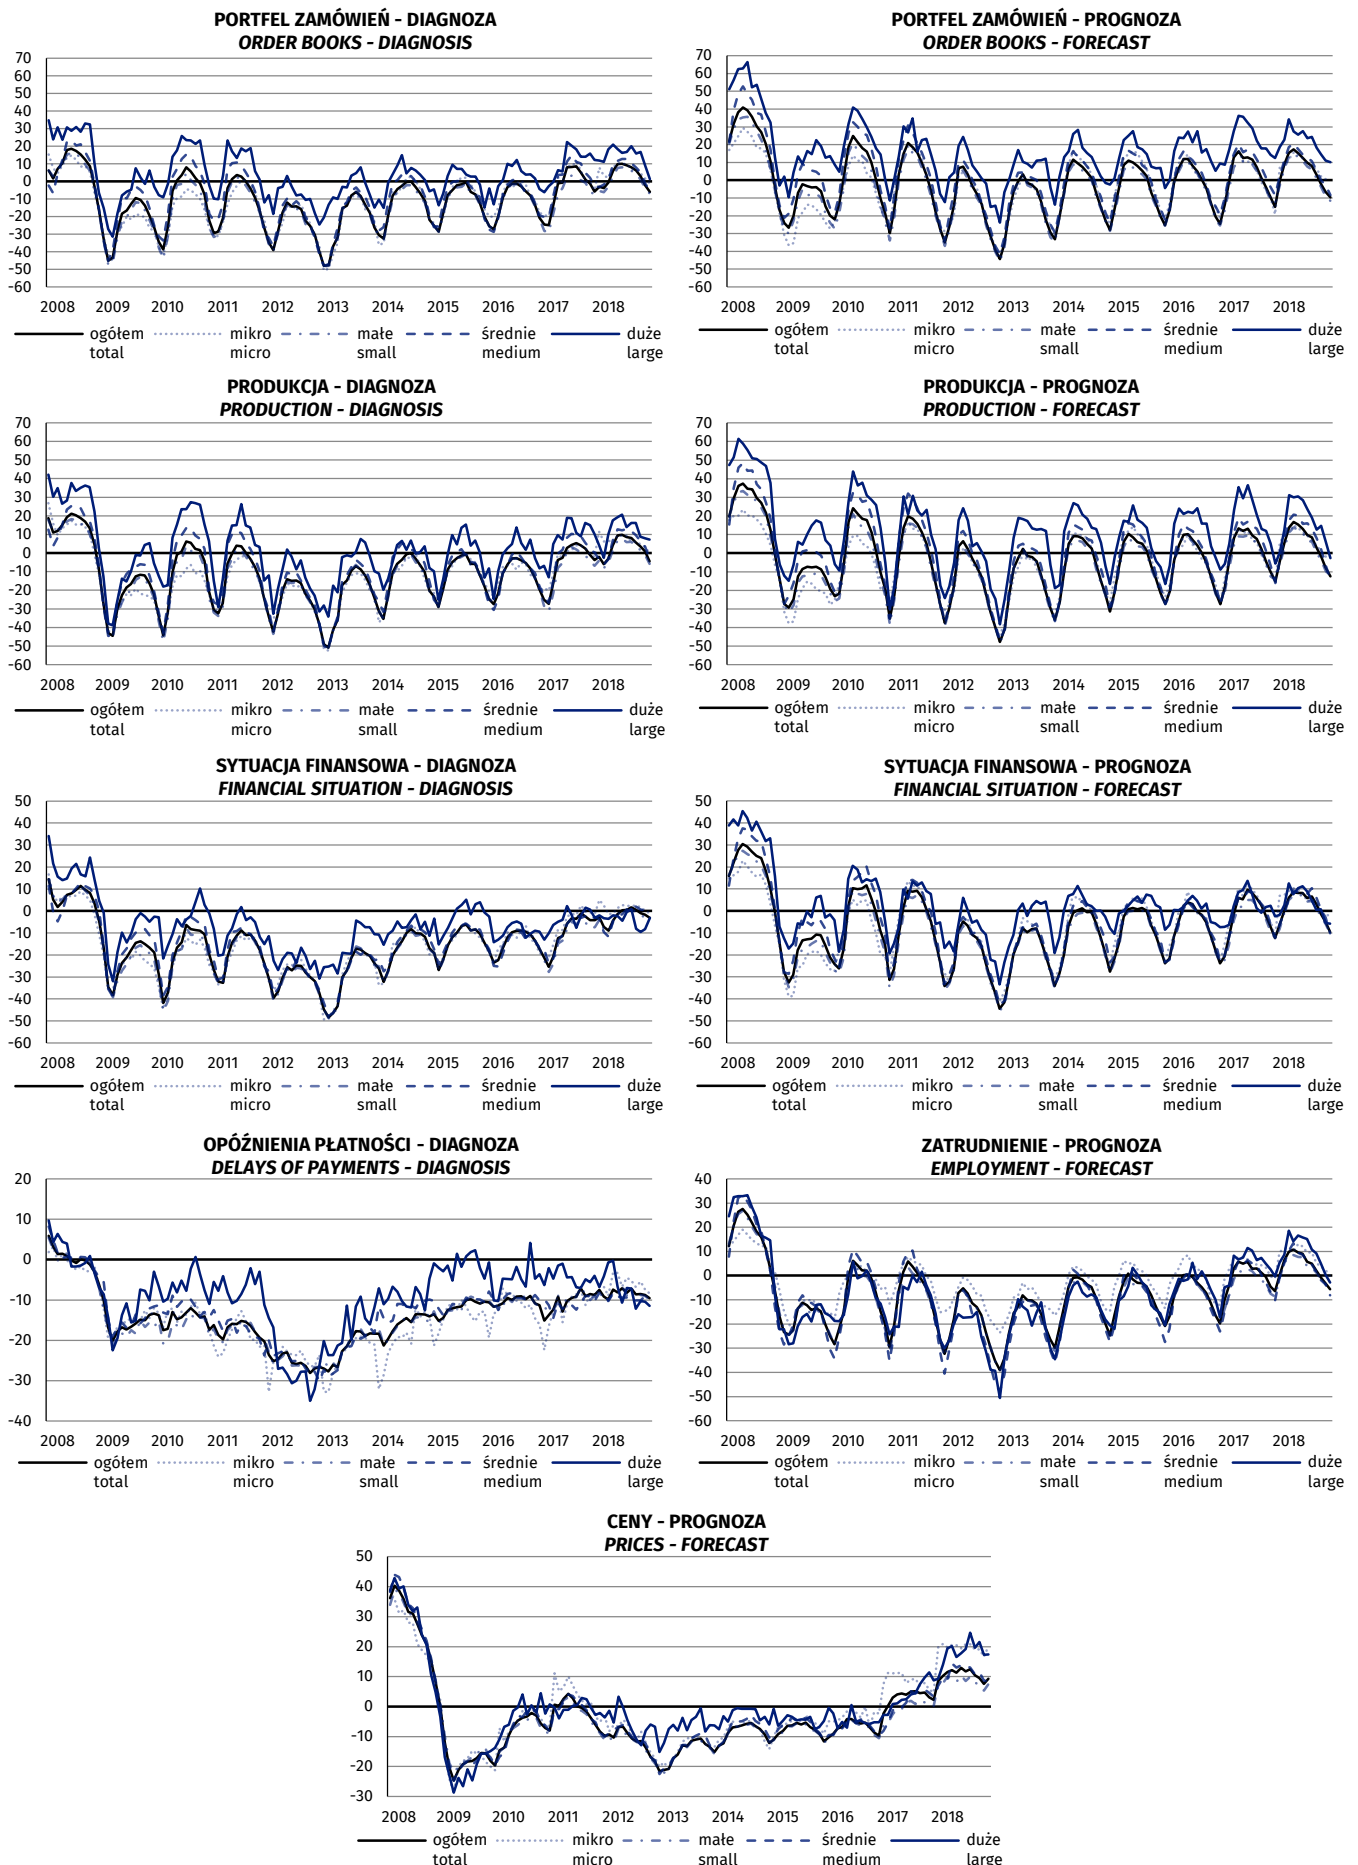 PORTFEL ZAMÓWIEŃ - DIAGNOZA
ORDER BOOKS - DIAGNOSIS
70
60
50
40
30
20
10
0
-10
-20
-30
-40
-50
-60
2008 2009 2010 2011 2012 2013 2014 2015 2016 2017 2018
ogółem mikro małe średnie duże
total micro small medium large
PORTFEL ZAMÓWIEŃ - PROGNOZA
ORDER BOOKS - FORECAST
70
60
50
40
30
20
10
0
-10
-20
-30
-40
-50
-60
2008 2009 2010 2011 2012 2013 2014 2015 2016 2017 2018
ogółem mikro małe średnie duże
total micro small medium large
PRODUKCJA - DIAGNOZA
PRODUCTION - DIAGNOSIS
70
60
50
40
30
20
10
0
-10
-20
-30
-40
-50
-60
2008 2009 2010 2011 2012 2013 2014 2015 2016 2017 2018
ogółem mikro małe średnie duże
total micro small medium large
PRODUKCJA - PROGNOZA
PRODUCTION - FORECAST
70
60
50
40
30
20
10
0
-10
-20
-30
-40
-50
-60
2008 2009 2010 2011 2012 2013 2014 2015 2016 2017 2018
ogółem mikro małe średnie duże
total micro small medium large
SYTUACJA FINANSOWA - DIAGNOZA
FINANCIAL SITUATION - DIAGNOSIS
50
40
30
20
10
0
-10
-20
-30
-40
-50
-60
2008 2009 2010 2011 2012 2013 2014 2015 2016 2017 2018
ogółem mikro małe średnie duże
total micro small medium large
SYTUACJA FINANSOWA - PROGNOZA
FINANCIAL SITUATION - FORECAST
50
40
30
20
10
0
-10
-20
-30
-40
-50
-60
2008 2009 2010 2011 2012 2013 2014 2015 2016 2017 2018
ogółem mikro małe średnie duże
total micro small medium large
OPÓŹNIENIA PŁATNOŚCI - DIAGNOZA
DELAYS OF PAYMENTS - DIAGNOSIS
20
10
0
-10
-20
-30
-40
2008 2009 2010 2011 2012 2013 2014 2015 2016 2017 2018
ogółem mikro małe średnie duże
total micro small medium large
ZATRUDNIENIE - PROGNOZA
EMPLOYMENT - FORECAST
40
30
20
10
0
-10
-20
-30
-40
-50
-60
2008 2009 2010 2011 2012 2013 2014 2015 2016 2017 2018
ogółem mikro małe średnie duże
total micro small medium large
CENY - PROGNOZA
PRICES - FORECAST
50
40
30
20
10
0
-10
-20
-30
2008 2009 2010 2011 2012 2013 2014 2015 2016 2017 2018
ogółem mikro małe średnie duże
total micro small medium large